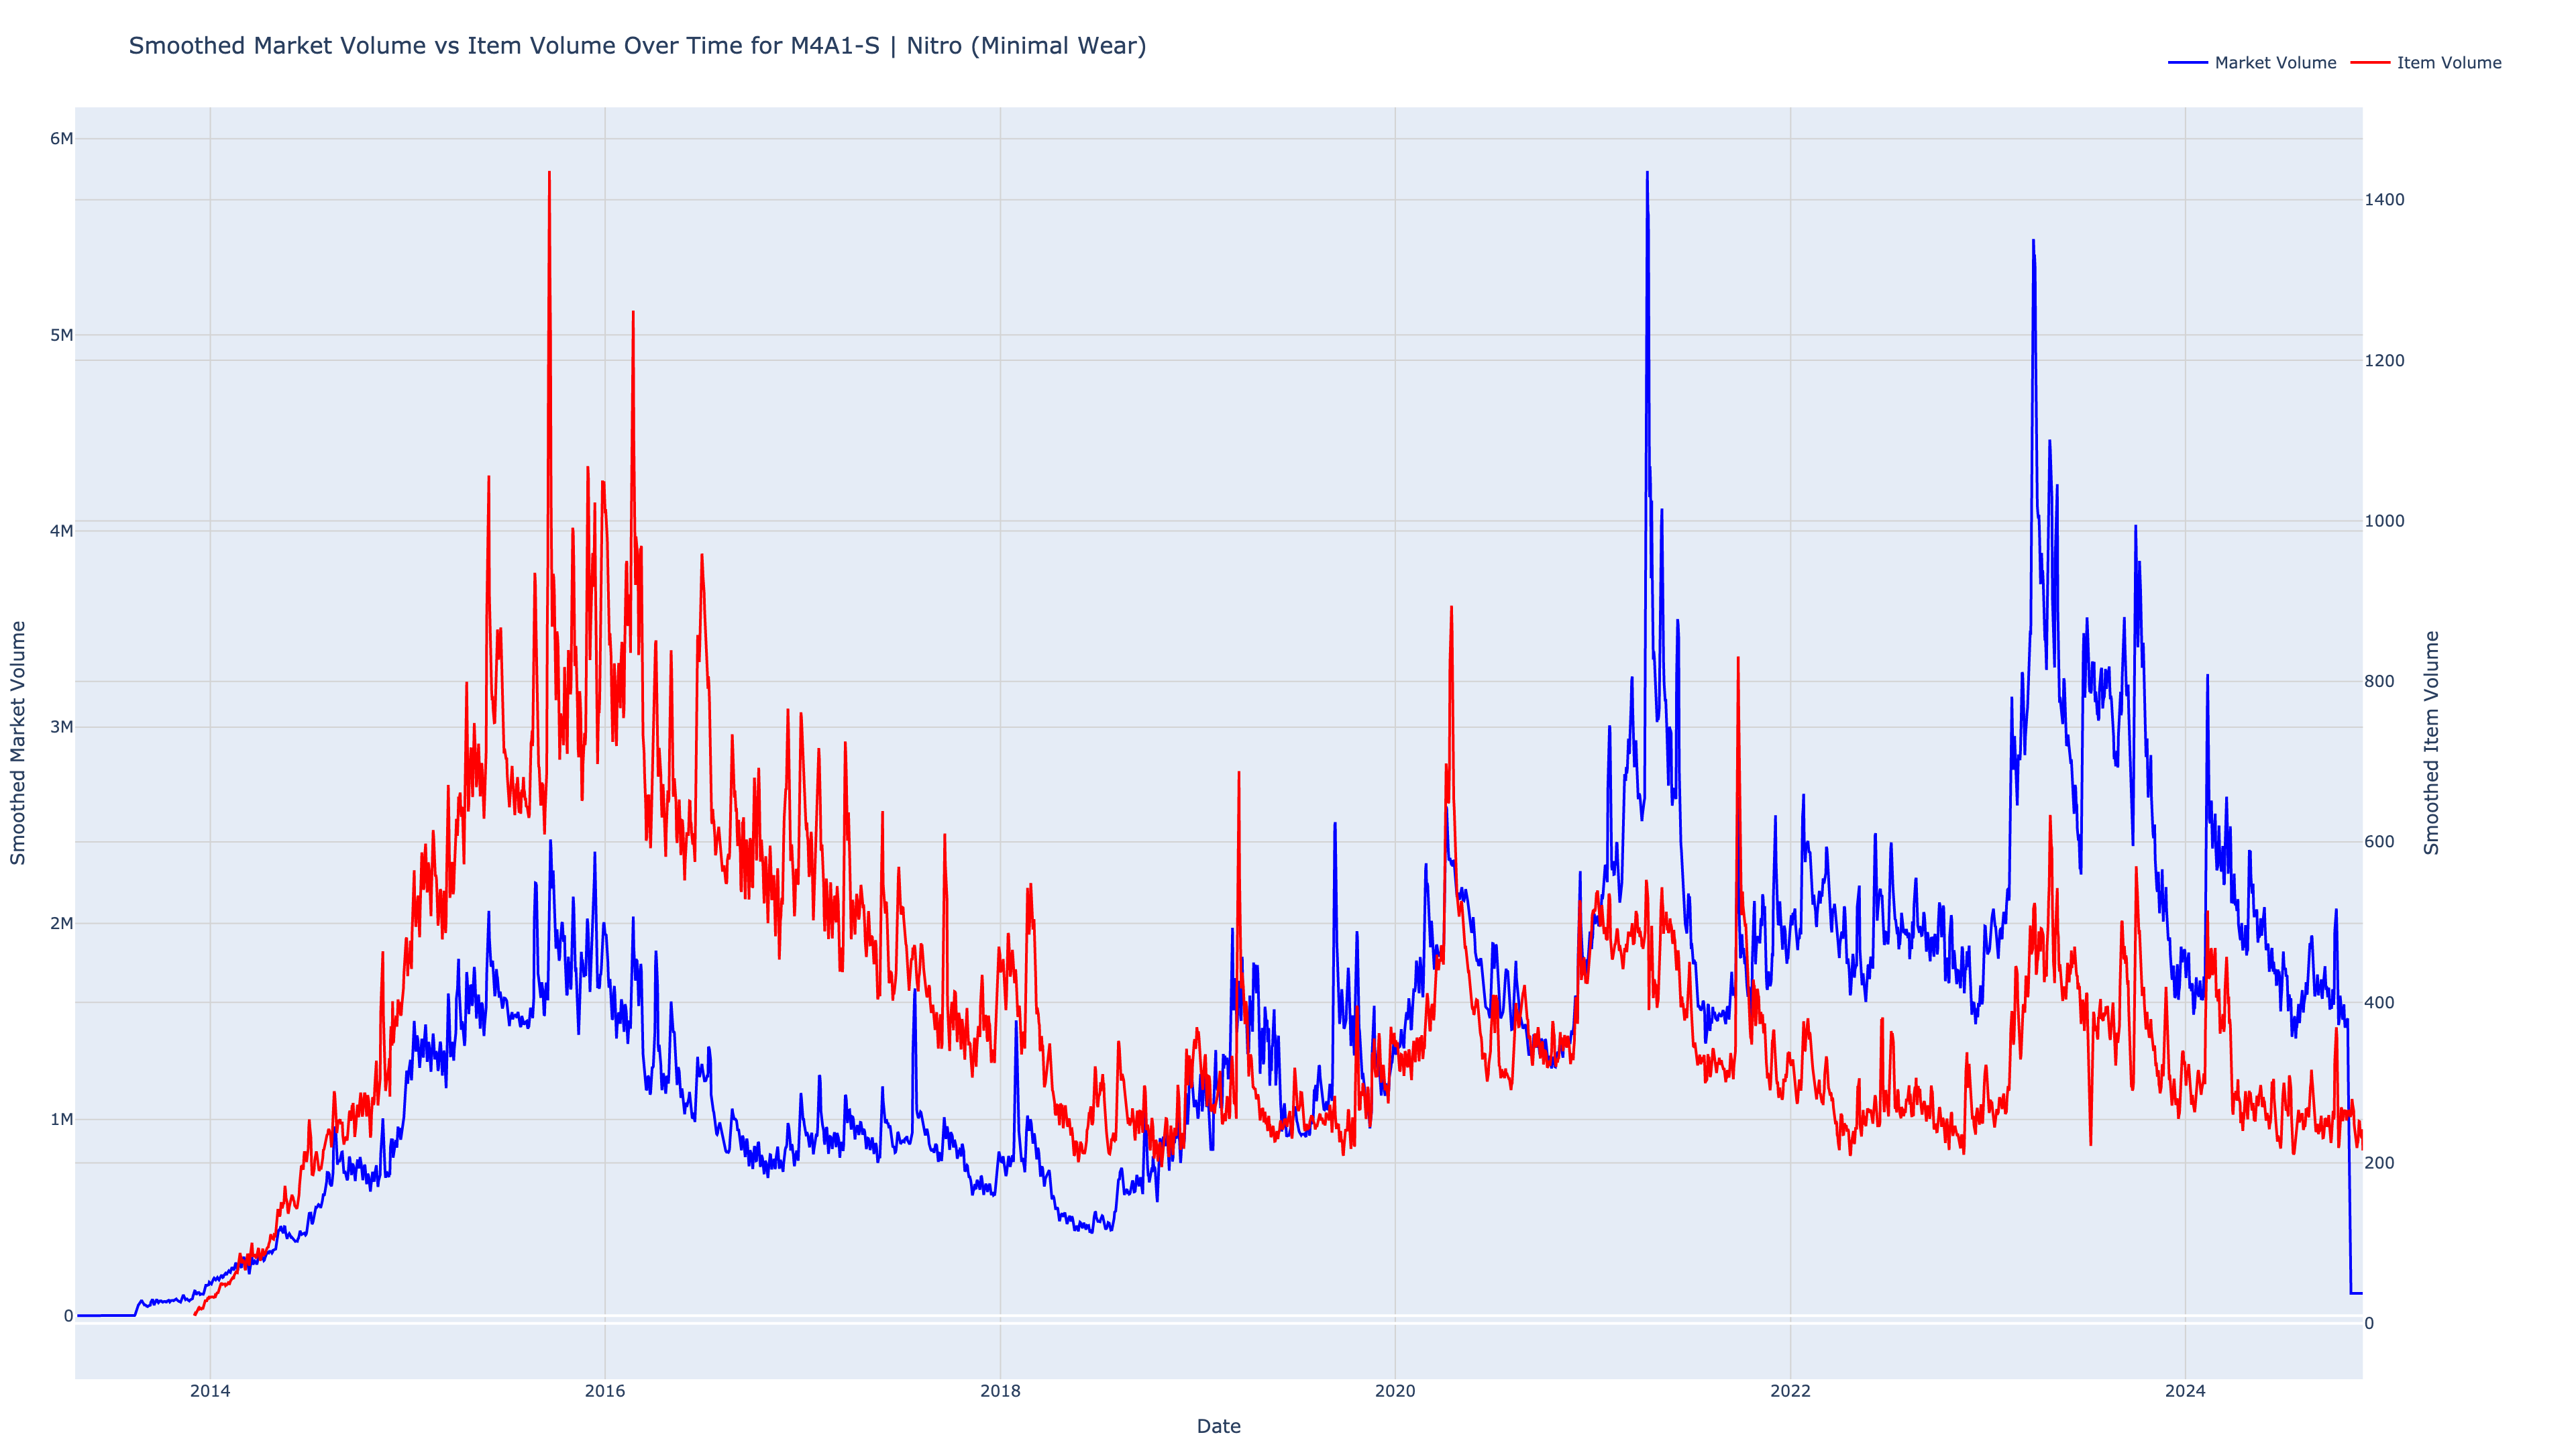 Smoothed Market Volume vs Item Volume Over Time for M4A1-S | Nitro (Minimal Wear)
Market Volume
Item Volume
6M
5M
4M
3M
2M
1M
0
Smoothed Market Volume
1400
1200
1000
800
600
400
200
0
Smoothed Item Volume
2014
2016
2018
2020
2022
2024
Date